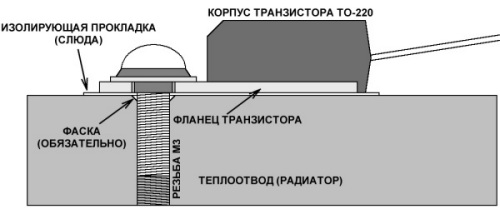 КОРПУС ТРАНЗИСТОРА ТО-220
ИЗОЛИРУЮЩАЯ ПРОКЛАДКА
(СЛЮДА)
ФАСКА
(ОБЯЗАТЕЛЬНО)
ФЛАНЕЦ ТРАНЗИСТОРА
РЕЗЬБА М3
ТЕПЛООТВОД (РАДИАТОР)